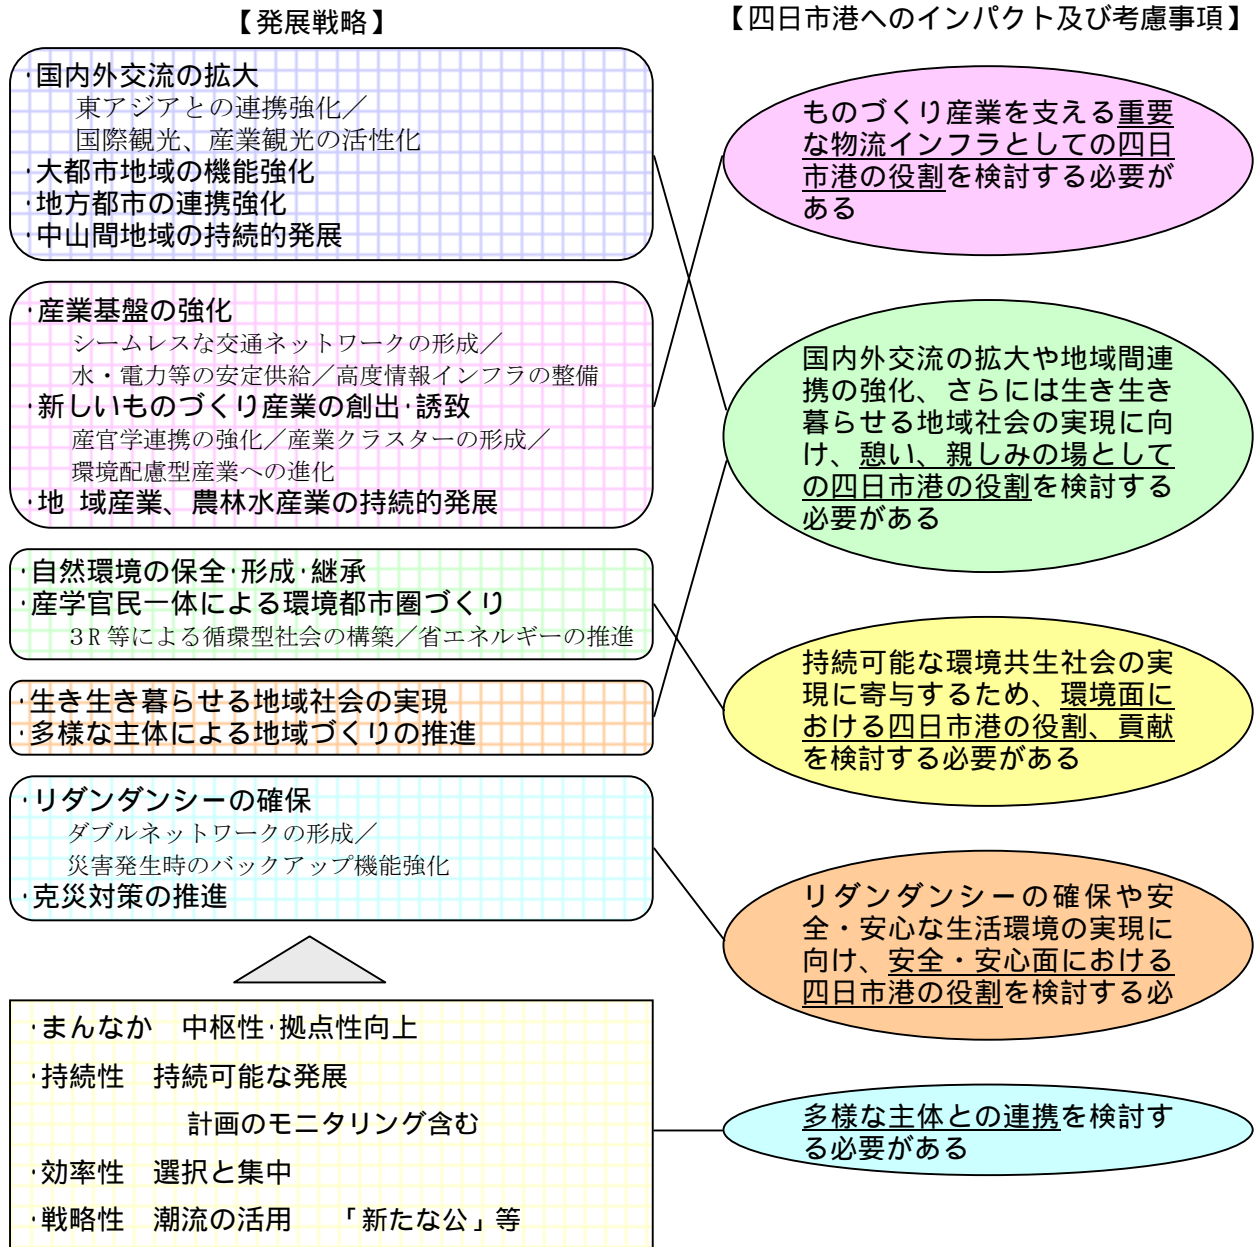 【発展戦略】
・国内外交流の拡大
東アジアとの連携強化／
国際観光、産業観光の活性化
・大都市地域の機能強化
・地方都市の連携強化
・中山間地域の持続的発展
・産業基盤の強化
シームレスな交通ネットワークの形成／
水・電力等の安定供給／高度情報インフラの整備
・新しいものづくり産業の創出・誘致
産官学連携の強化／産業クラスターの形成／
環境配慮型産業への進化
・地 域産業、農林水産業の持続的発展
・自然環境の保全・形成・継承
・産学官民一体による環境都市圏づくり
３R等による循環型社会の構築／省エネルギーの推進
・生き生き暮らせる地域社会の実現
・多様な主体による地域づくりの推進
・リダンダンシーの確保
ダブルネットワークの形成／
災害発生時のバックアップ機能強化
・克災対策の推進
・まんなか　中枢性・拠点性向上
・持続性　持続可能な発展
計画のモニタリング含む
・効率性　選択と集中
・戦略性　潮流の活用　「新たな公」等
【四日市港へのインパクト及び考慮事項】
ものづくり産業を支える重要
な物流インフラとしての四日
市港の役割を検討する必要が
ある
国内外交流の拡大や地域間連
携の強化、さらには生き生き
暮らせる地域社会の実現に向
け、憩い、親しみの場として
の四日市港の役割を検討する
必要がある
持続可能な環境共生社会の実
現に寄与するため、環境面に
おける四日市港の役割、貢献
を検討する必要がある
リダンダンシーの確保や安
全・安心な生活環境の実現に
向け、安全・安心面における
四日市港の役割を検討する必
多様な主体との連携を検討す
る必要がある